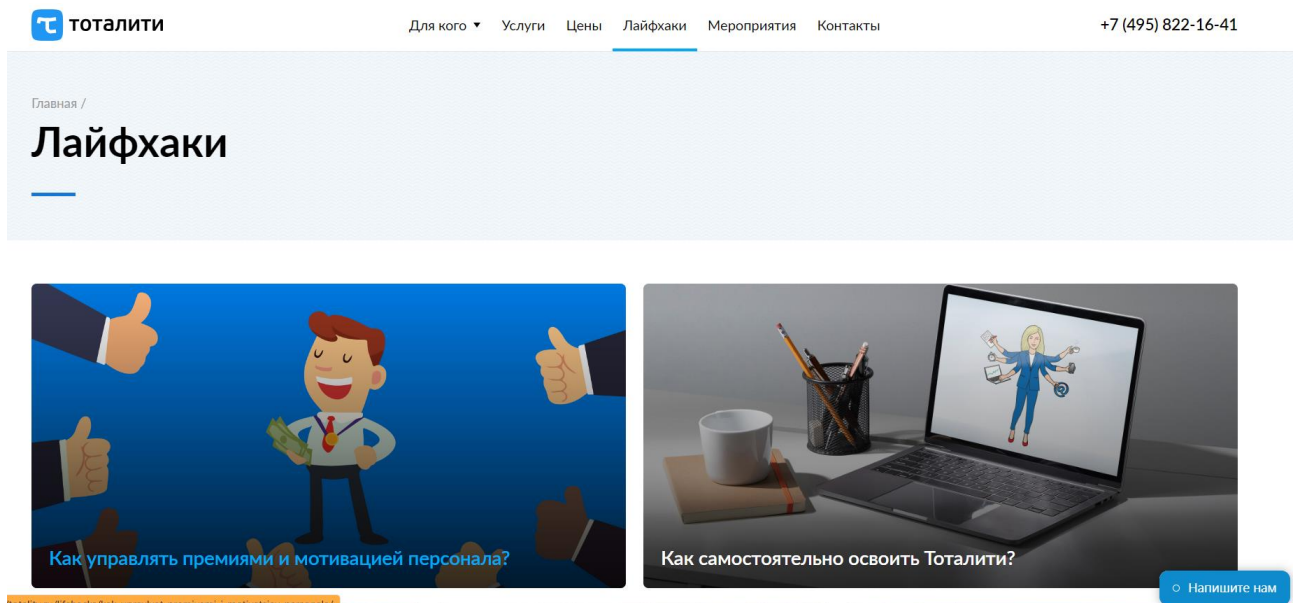 тоталити
Для кого ▼ Услуги Цены Лайфхаки Мероприятия Контакты
+7 (495) 822-16-41
Главная /
Лайфхаки
Как управлять премиями и мотивацией персонала?
Как самостоятельно освоить Тоталити?
Напишите нам